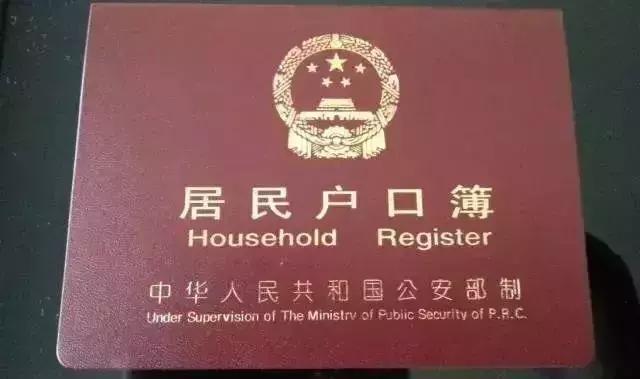 居民户口簿
Household Register
中华人民共和国公安部制
Under Supervision of The Ministry of Public Security of P.R.C.